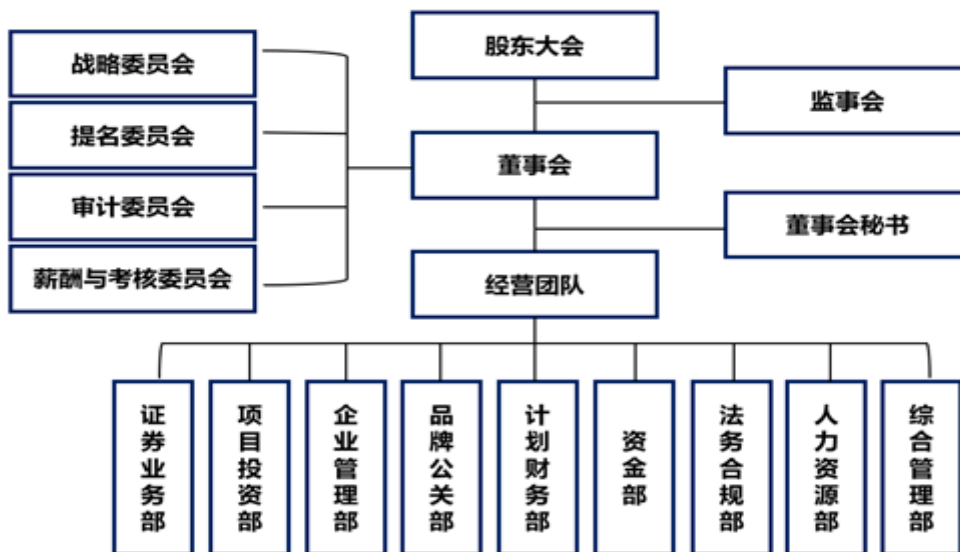 股东大会
战略委员会
提名委员会
审计委员会
薪酬与考核委员会
监事会
董事会
董事会秘书
经营团队
证券业务部
项目投资部
企业管理部
品牌公关部
计划财务部
资金部
法务合规部
人力资源部
综合管理部